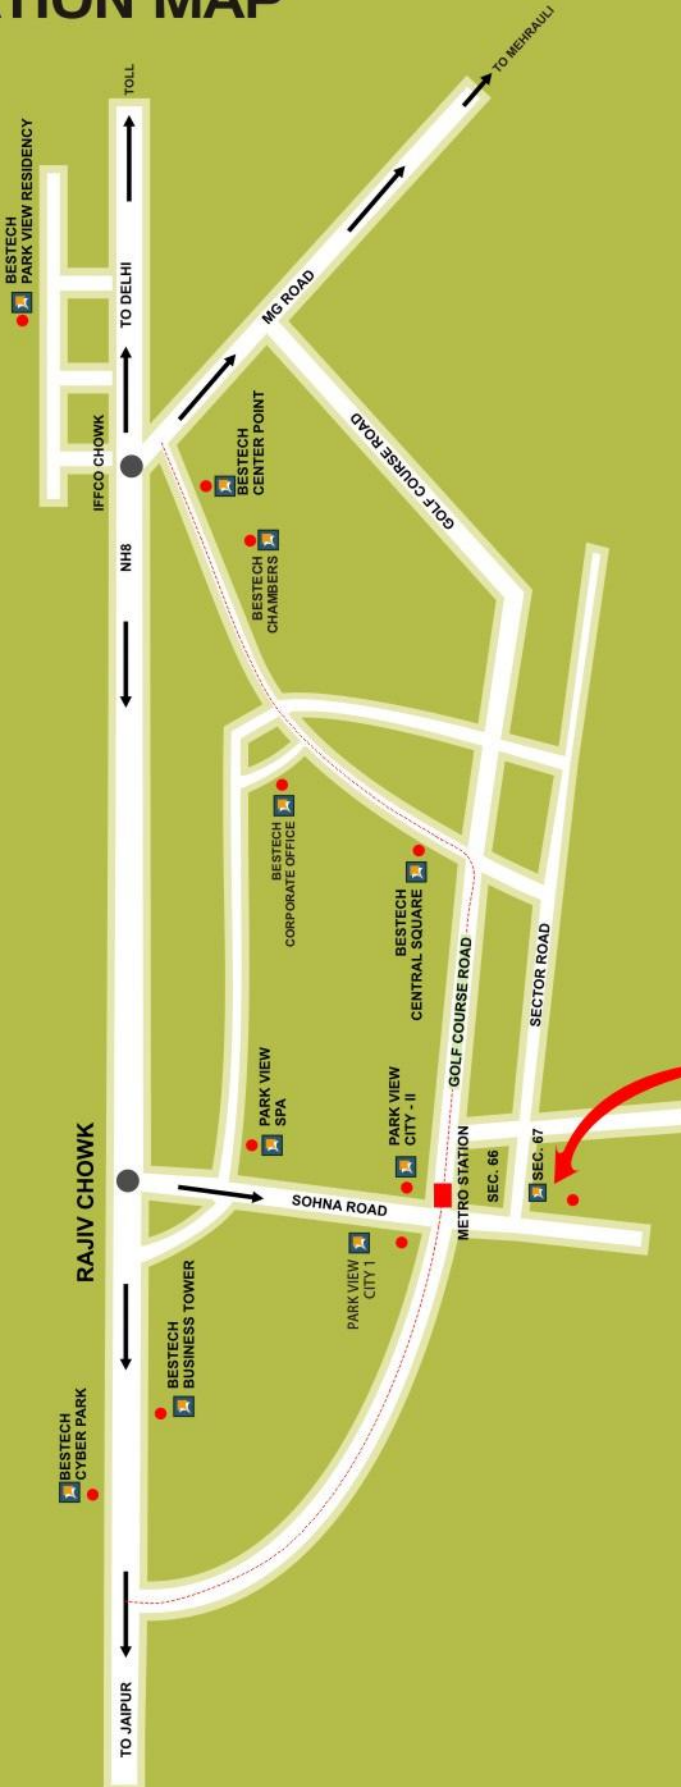 ATION MAP
TO MEHRAULI
TOLL
BESTECH
PARK VIEW RESIDENCY
TO DELHI
MG ROAD
IFFCO CHOWK
BESTECH
CENTER POINT
GOLF COURSE ROAD
NH8
BESTECH
CHAMBERS
BESTECH
CORPORATE OFFICE
BESTECH
CENTRAL SQUARE
GOLF COURSE ROAD
SECTOR ROAD
PARK VIEW
SPA
PARK VIEW
CITY - II
METRO STATION
SEC. 66
SEC. 67
RAJIV CHOWK
SOHNA ROAD
PARK VIEW
CITY 1
BESTECH
BUSINESS TOWER
BESTECH
CYBER PARK
TO JAIPUR